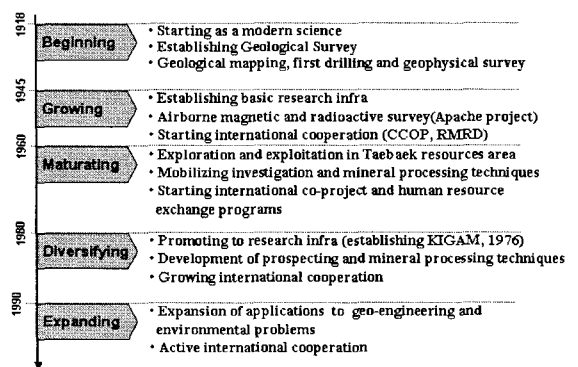 1918
Beginning
· Starting as a modern science
· Establishing Geological Survey
· Geological mapping, first drilling and geophysical survey
1945
Growing
· Establishing basic research infra
· Airborne magnetic and radioactive survey(Apache project)
· Starting international cooperation (CCOP, RMRD)
1960
Maturating
· Exploration and exploitation in Taebaek resources area
· Mobilizing investigation and mineral processing techniques
· Starting international co-project and human resource
exchange programs
1980
Diversifying
· Promoting to research infra (establishing KIGAM, 1976)
· Development of prospecting and mineral processing techniques
· Growing international cooperation
1990
Expanding
· Expansion of applications to geo-engineering and
environmental problems
· Active international cooperation